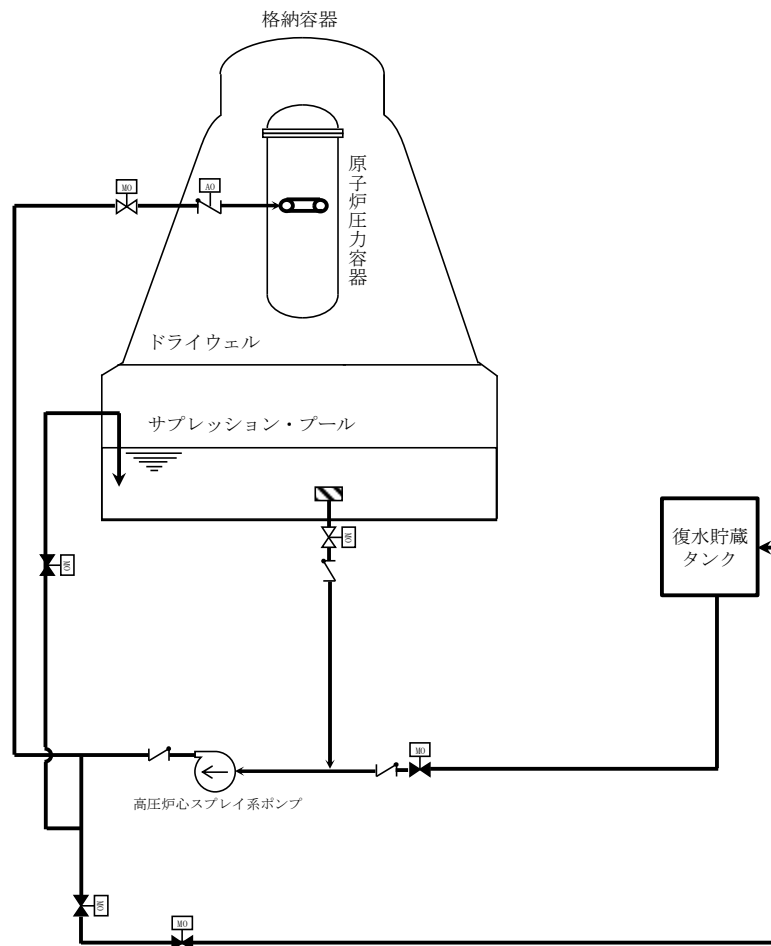 格納容器
MO
AO
原子炉圧力容器
ドライウェル
サプレッション・プール
MO
MO
復水貯蔵
タンク
MO
高圧炉心スプレイ系ポンプ
MO
MO